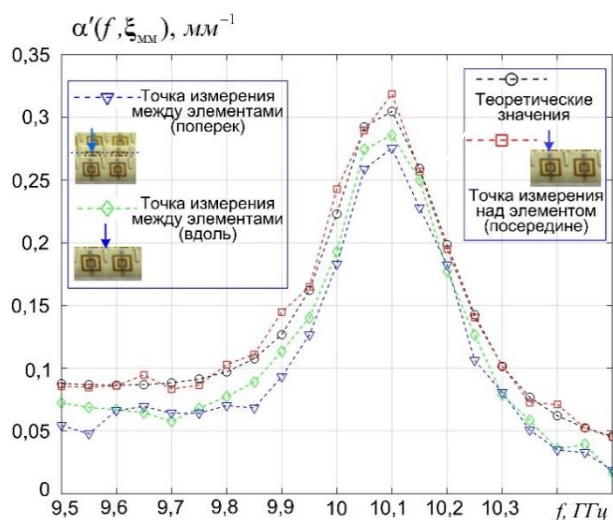 α′(f,ξмм), мм⁻¹
0,35
0,3
0,25
0,2
0,15
0,1
0,05
0
Точка измерения
между элементами
(поперек)
Точка измерения
между элементами
(вдоль)
Теоретические
значения
Точка измерения
над элементом
(посередине)
9,5 9,6 9,7 9,8 9,9 10 10,1 10,2 10,3 f, ГГц